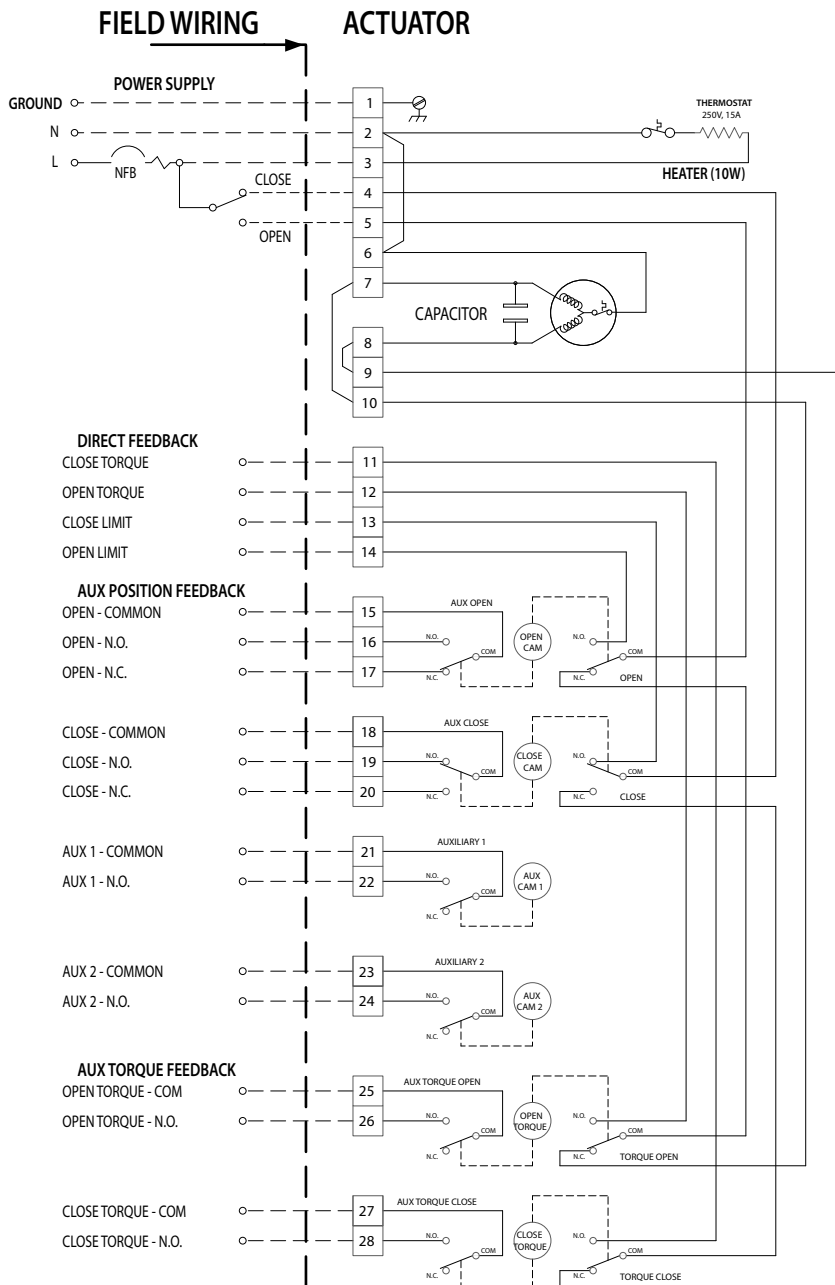 FIELD WIRING ACTUATOR
POWER SUPPLY
GROUND 1
THERMOSTAT
250V, 15A
N 2
L NFB 3
HEATER (10W)
CLOSE 4
5
OPEN
6
7
CAPACITOR
8
9
10
DIRECT FEEDBACK
CLOSE TORQUE 11
OPEN TORQUE 12
CLOSE LIMIT 13
OPEN LIMIT 14
AUX POSITION FEEDBACK
OPEN - COMMON 15 AUX OPEN
OPEN - N.O. 16 N.O. COM OPEN CAM N.O. COM
OPEN - N.C. 17 N.C. N.C. OPEN
CLOSE - COMMON 18 AUX CLOSE
CLOSE - N.O. 19 N.O. COM CLOSE CAM N.O. COM
CLOSE - N.C. 20 N.C. N.C. CLOSE
AUX 1 - COMMON 21 AUXILIARY 1
AUX 1 - N.O. 22 N.O. COM AUX CAM 1
N.C.
AUX 2 - COMMON 23 AUXILIARY 2
AUX 2 - N.O. 24 N.O. COM AUX CAM 2
N.C.
AUX TORQUE FEEDBACK
OPEN TORQUE - COM 25 AUX TORQUE OPEN
OPEN TORQUE - N.O. 26 N.O. COM OPEN TORQUE N.O. COM
N.C. N.C. TORQUE OPEN
CLOSE TORQUE - COM 27 AUX TORQUE CLOSE
CLOSE TORQUE - N.O. 28 N.O. COM CLOSE TORQUE N.O. COM
N.C. N.C. TORQUE CLOSE